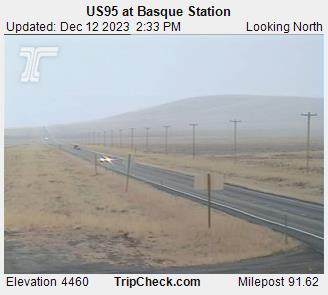 US95 at Basque Station
Updated: Dec 12 2023 2:33 PM Looking North
Elevation 4460 TripCheck.com Milepost 91.62